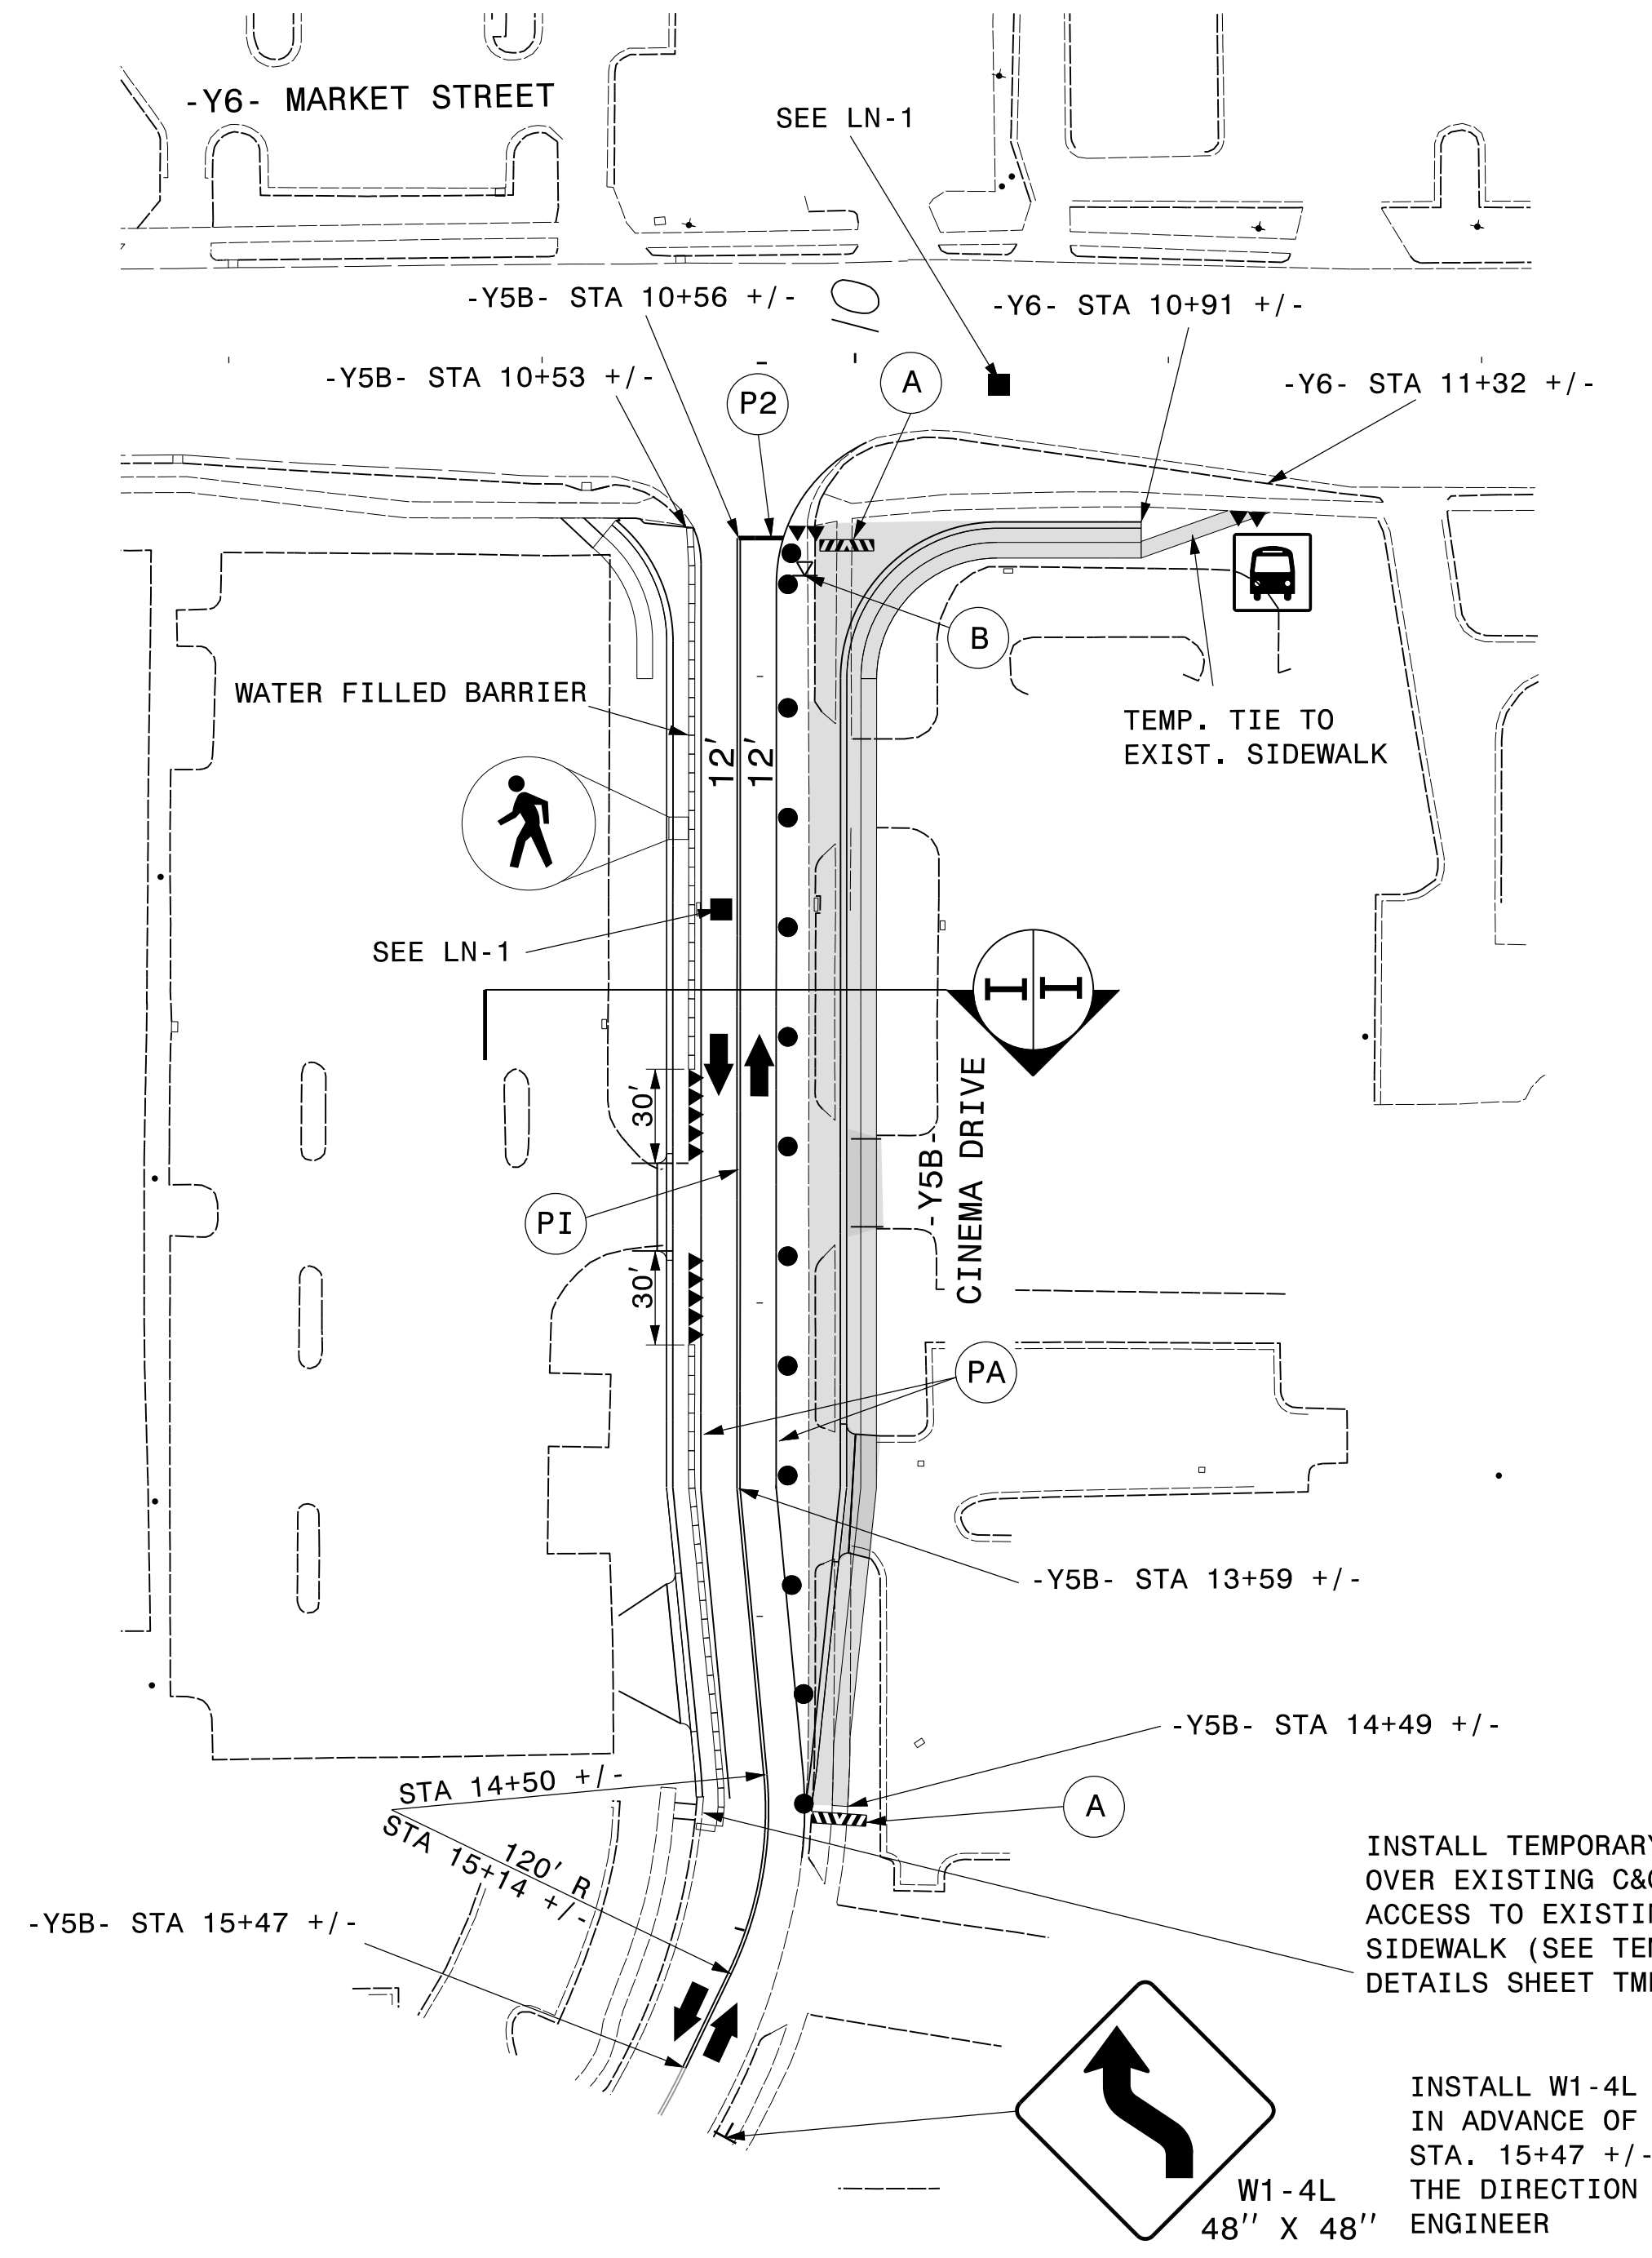 -Y6- MARKET STREET
SEE LN-1
-Y5B- STA 10+56 +/-
10
-Y6- STA 10+91 +/-
-Y5B- STA 10+53 +/-
P2
A
-Y6- STA 11+32 +/-
B
WATER FILLED BARRIER
12'
12'
TEMP. TIE TO
EXIST. SIDEWALK
SEE LN-1
30'
-Y5B-
CINEMA DRIVE
PI
30'
PA
-Y5B- STA 13+59 +/-
-Y5B- STA 14+49 +/-
STA 14+50 +/-
A
120' R
STA 15+14 +/-
-Y5B- STA 15+47 +/-
INSTALL TEMPORARY
OVER EXISTING
ACCESS TO
SIDEWALK (SEE
DETAILS SHEET
INSTALL W1-4L
IN ADVANCE OF
STA. 15+47 +/-
THE DIRECTION
ENGINEER
W1-4L
48" X 48"